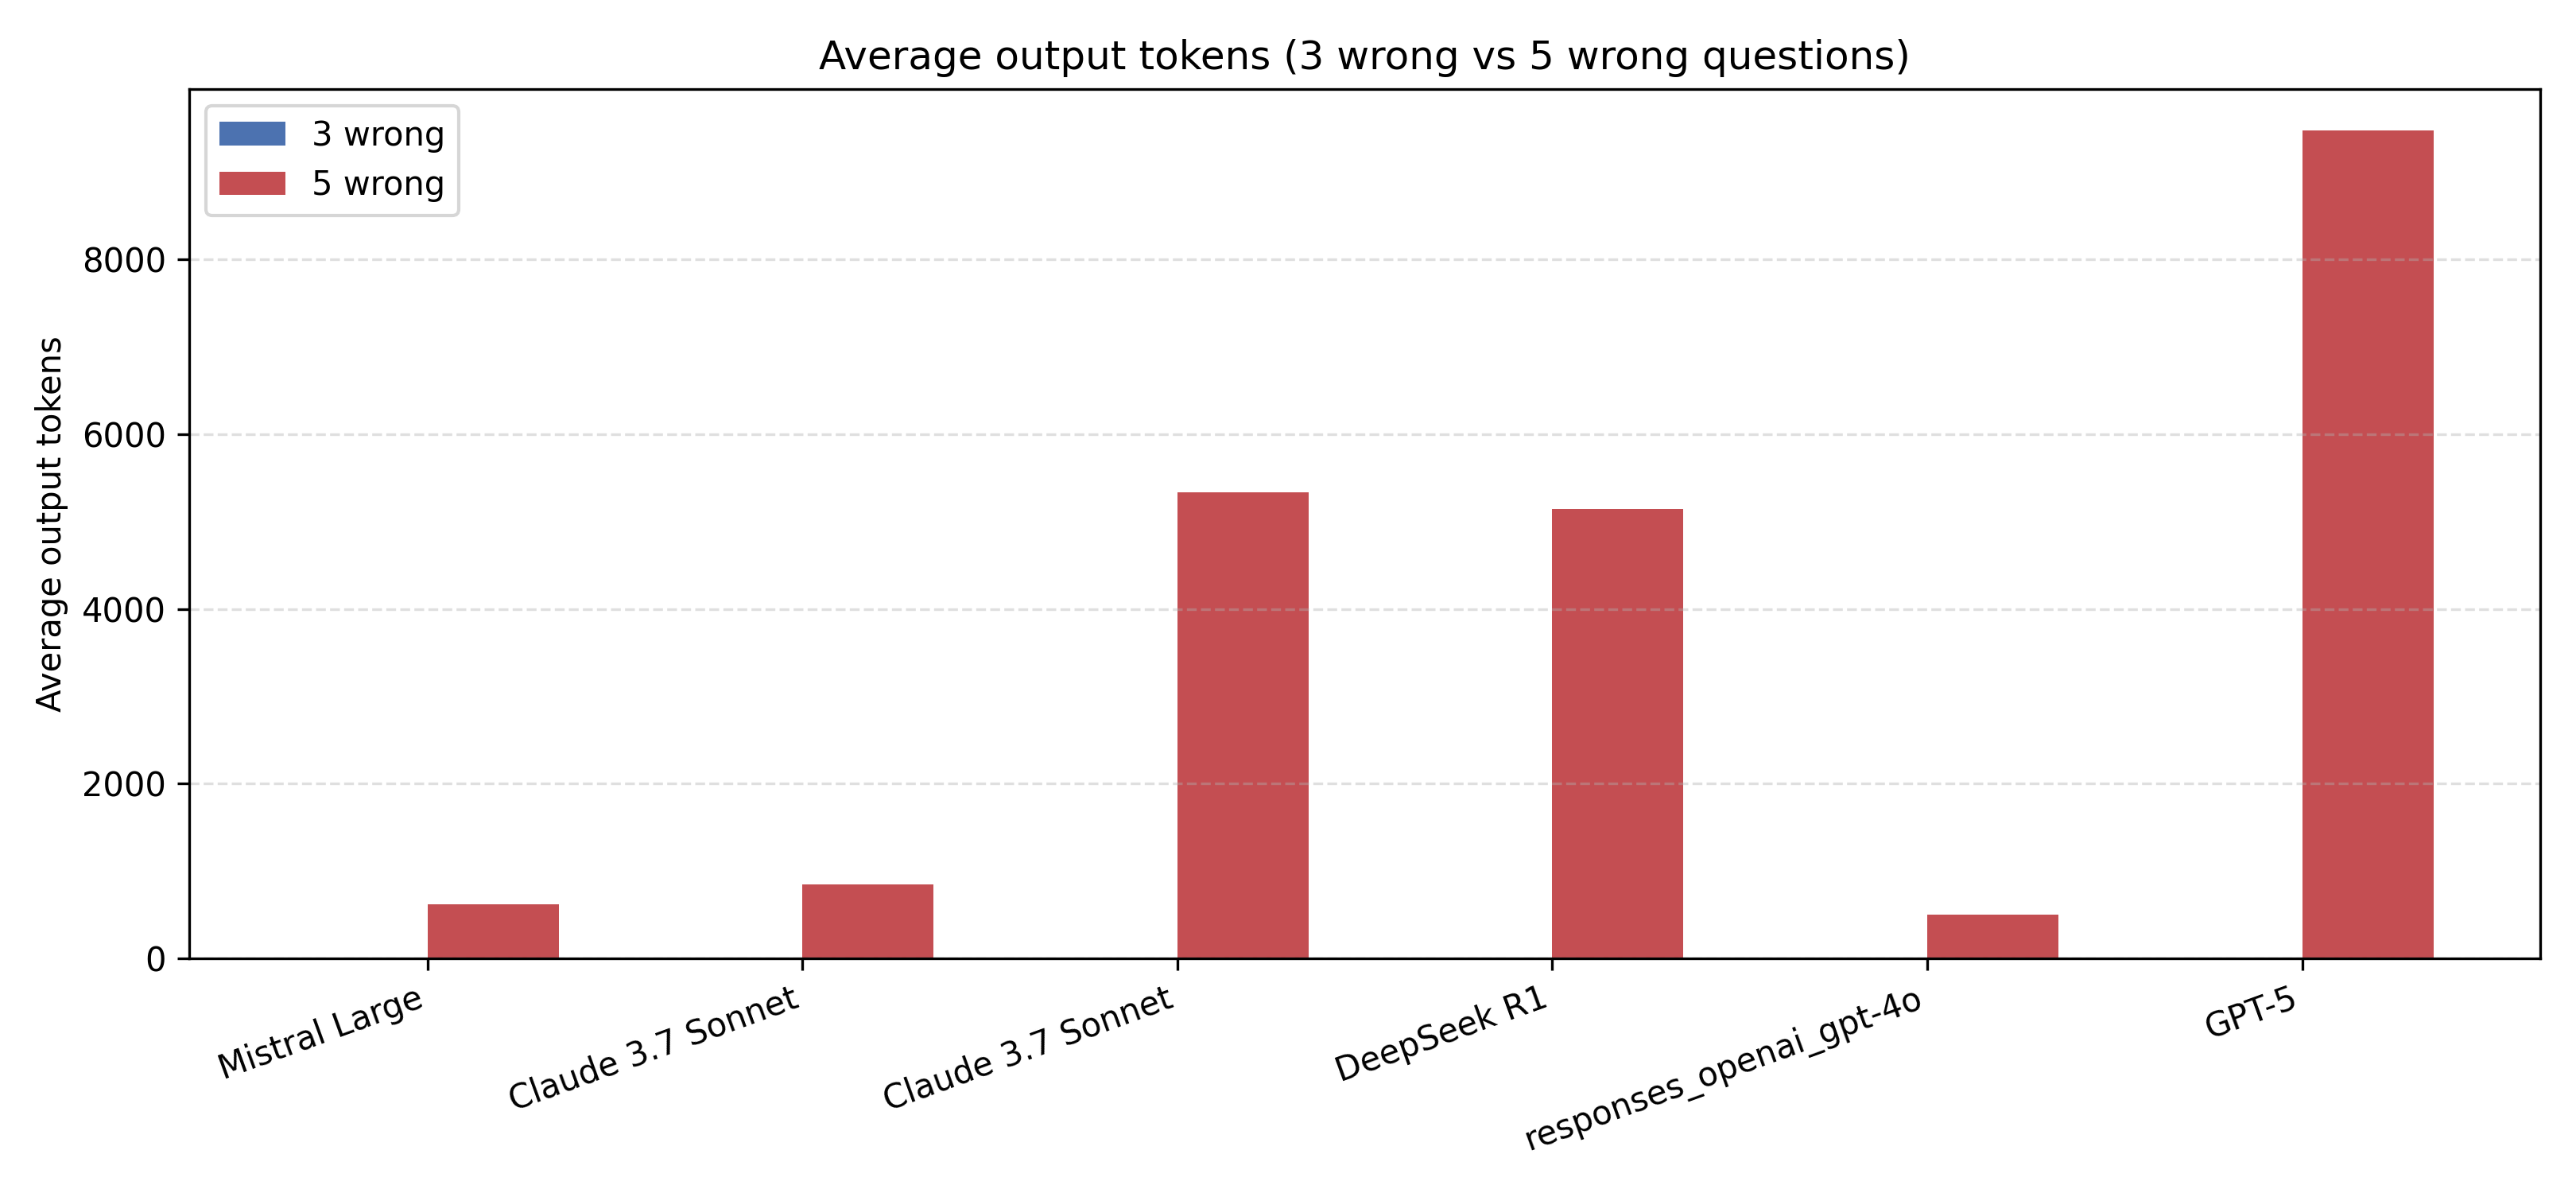 Average output tokens (3 wrong vs 5 wrong questions)
3 wrong
5 wrong
Average output tokens
8000
6000
4000
2000
0
Mistral Large
Claude 3.7 Sonnet
Claude 3.7 Sonnet
DeepSeek R1
responses_openai_gpt-4o
GPT-5